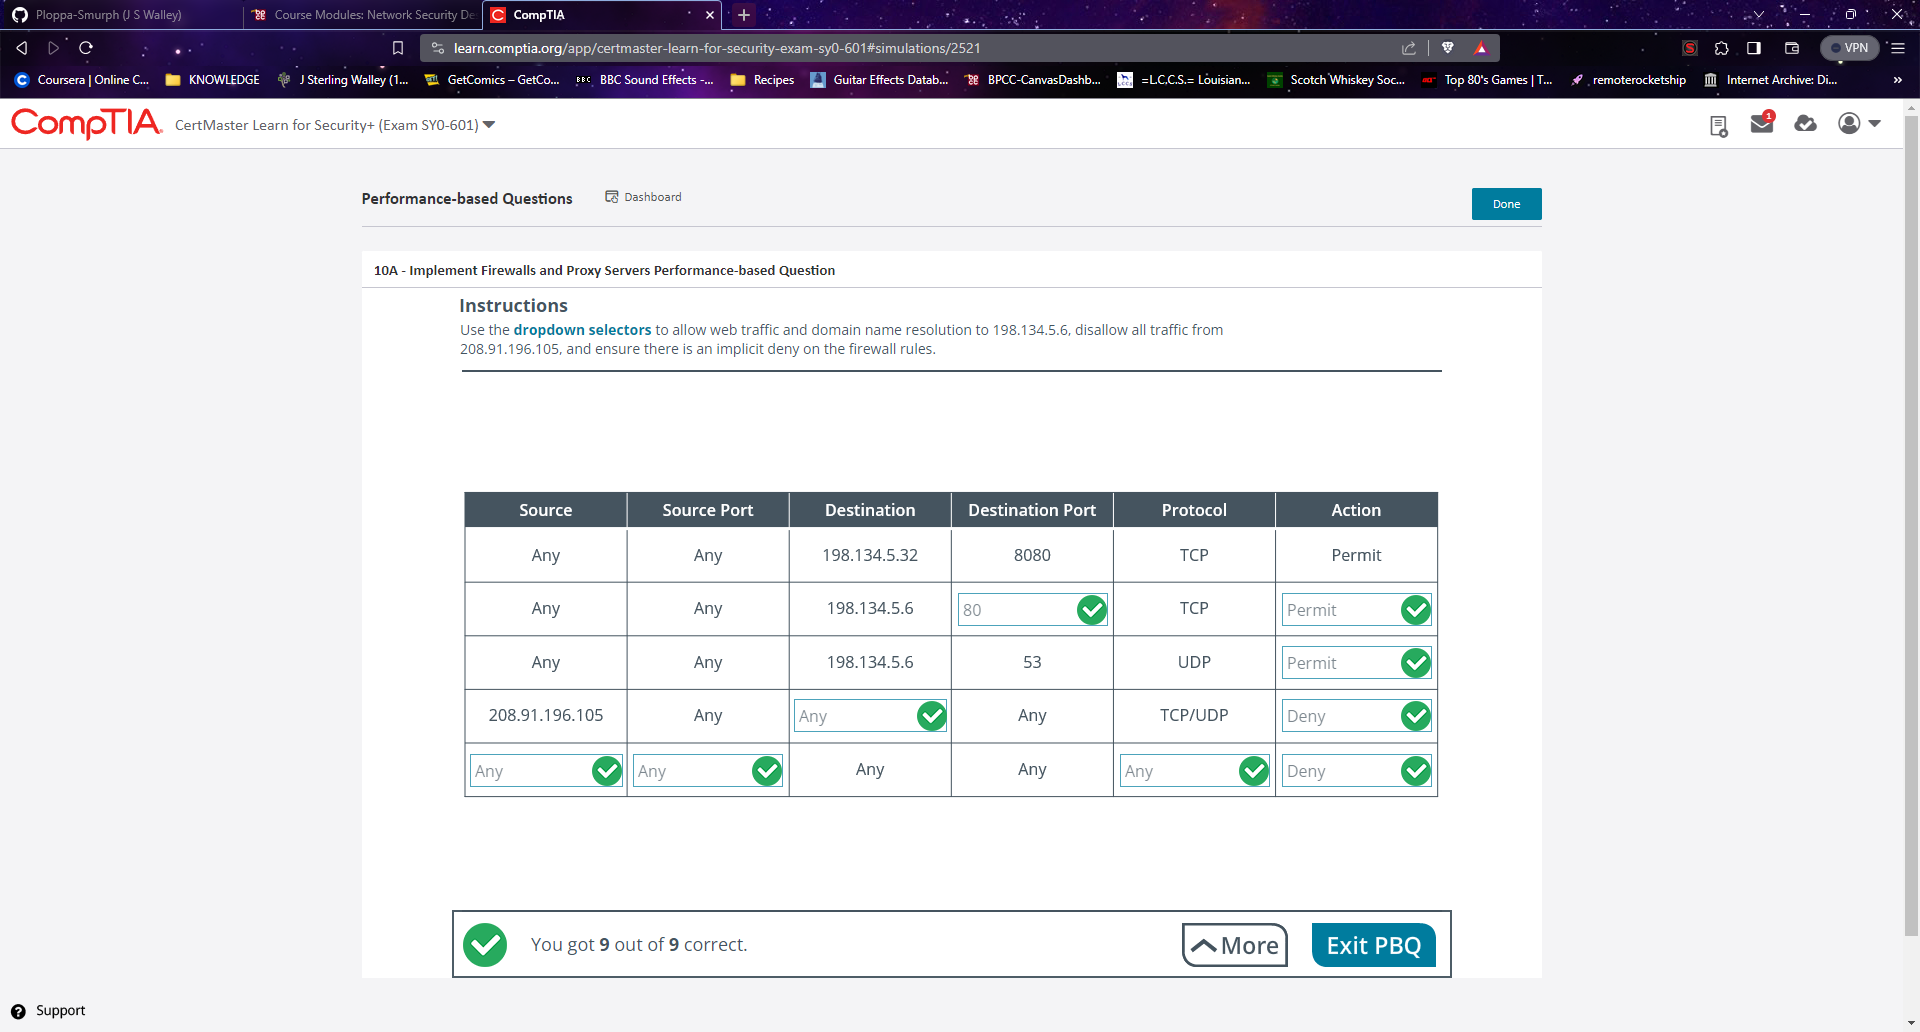 Ploppa-Smurph (J S Walley)
Course Modules: Network Security De
CompTIA
learn.comptia.org/app/certmaster-learn-for-security-exam-sy0-601#simulations/2521
VPN
Coursera | Online C...
KNOWLEDGE
J Sterling Walley (1...
GetComics – GetCo...
BBC Sound Effects -...
Recipes
Guitar Effects Datab...
BPCC-CanvasDashb...
=L.C,C.S.= Louisian...
Scotch Whiskey Soc...
Top 80's Games | T...
remoterocketship
Internet Archive: Di...
»
CompTIA. CertMaster Learn for Security+ (Exam SY0-601)
1
Performance-based Questions
Dashboard
Done
10A - Implement Firewalls and Proxy Servers Performance-based Question
Instructions
Use the dropdown selectors to allow web traffic and domain name resolution to 198.134.5.6, disallow all traffic from
208.91.196.105, and ensure there is an implicit deny on the firewall rules.
Source Source Port Destination Destination Port Protocol Action
Any Any 198.134.5.32 8080 TCP Permit
Any Any 198.134.5.6 80 TCP Permit
Any Any 198.134.5.6 53 UDP Permit
208.91.196.105 Any Any Any TCP/UDP Deny
Any Any Any Any Any Deny
You got 9 out of 9 correct.
More
Exit PBQ
Support